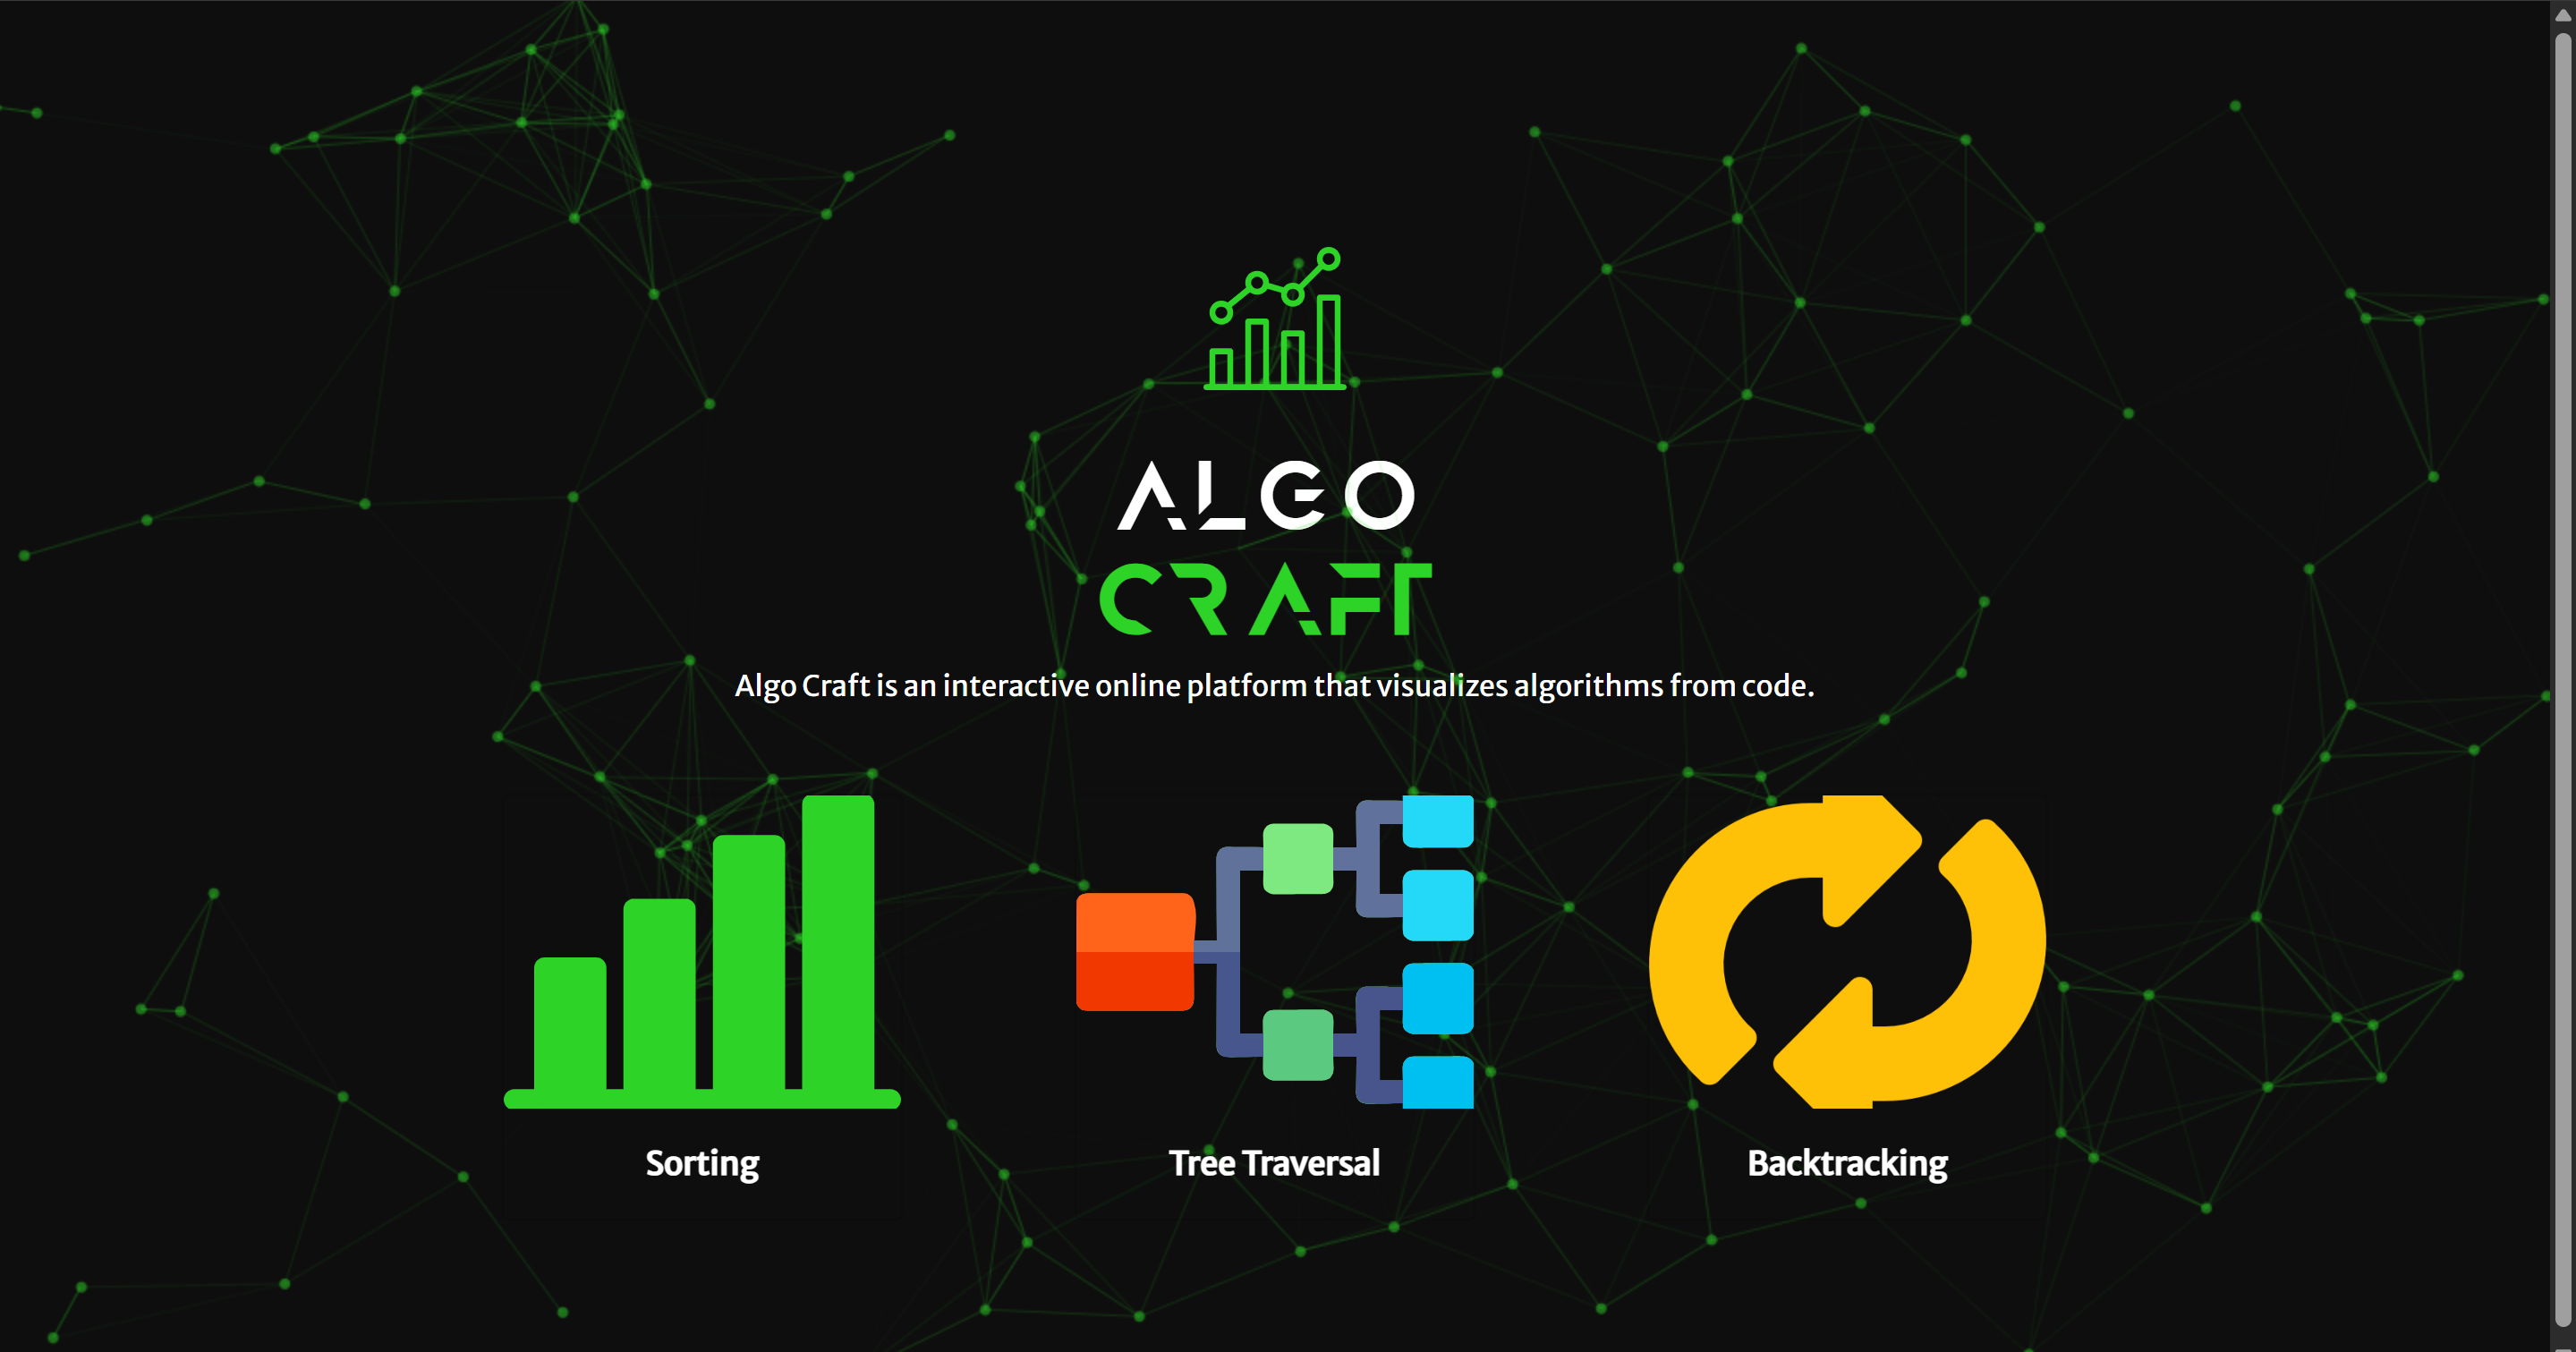 ALGO
CRAFT
Algo Craft is an interactive online platform that visualizes algorithms from code.
Sorting
Tree Traversal
Backtracking